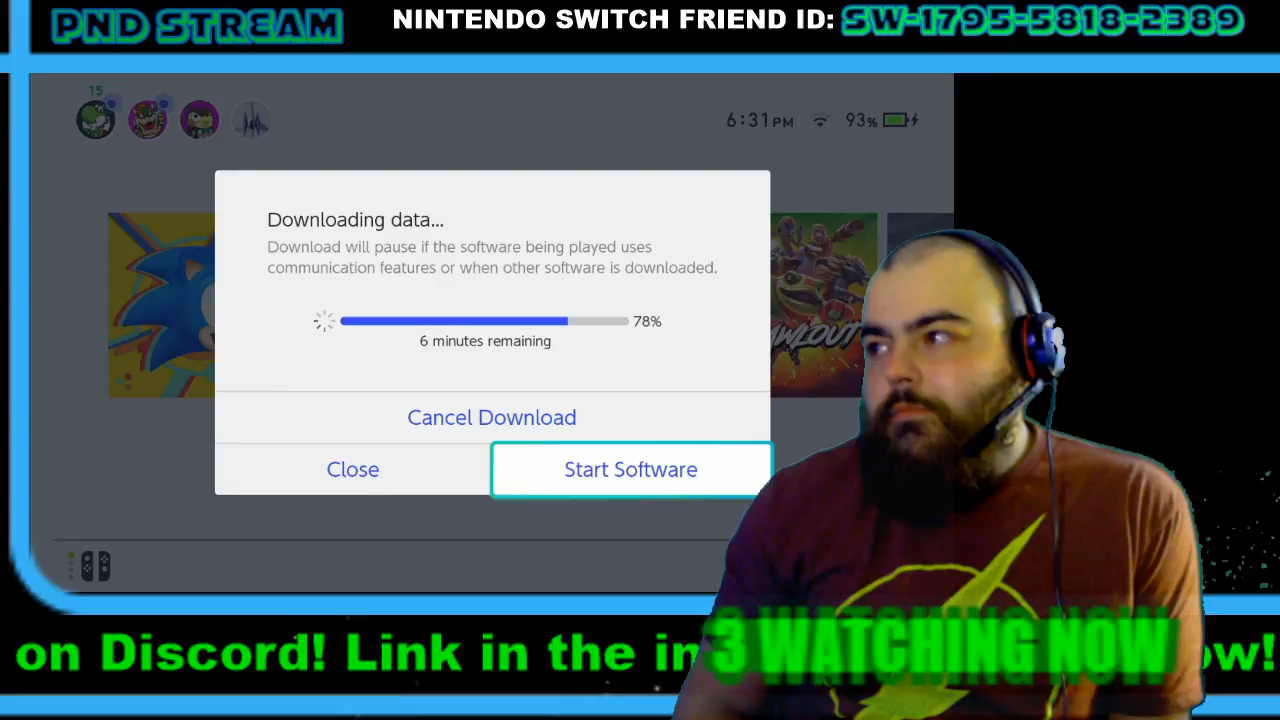 PND STREAM
NINTENDO SWITCH FRIEND ID: SW-1795-5818-2389
15
6:31 PM 93%
Downloading data...
Download will pause if the software being played uses
communication features or when other software is downloaded.
78%
6 minutes remaining
Cancel Download
Close
Start Software
WLOUT
on Discord! Link in the in
3 WATCHING NOW
ow!